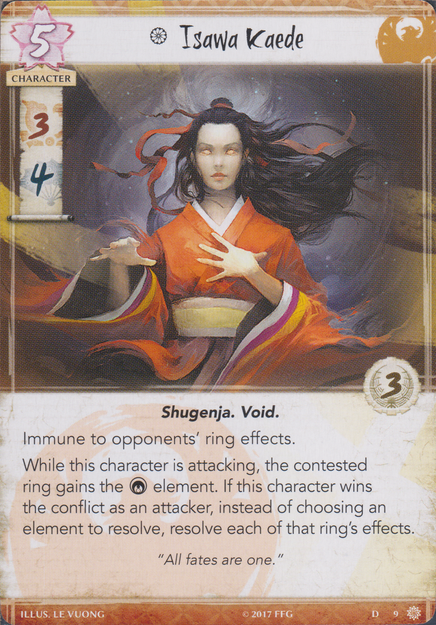 5
Isawa Kaede
CHARACTER
3
4
3
Shugenja. Void.
Immune to opponents' ring effects.
While this character is attacking, the contested
ring gains the element. If this character wins
the conflict as an attacker, instead of choosing an
element to resolve, resolve each of that ring's effects.
"All fates are one."
ILLUS. LE VUONG
© 2017 FFG
D 9